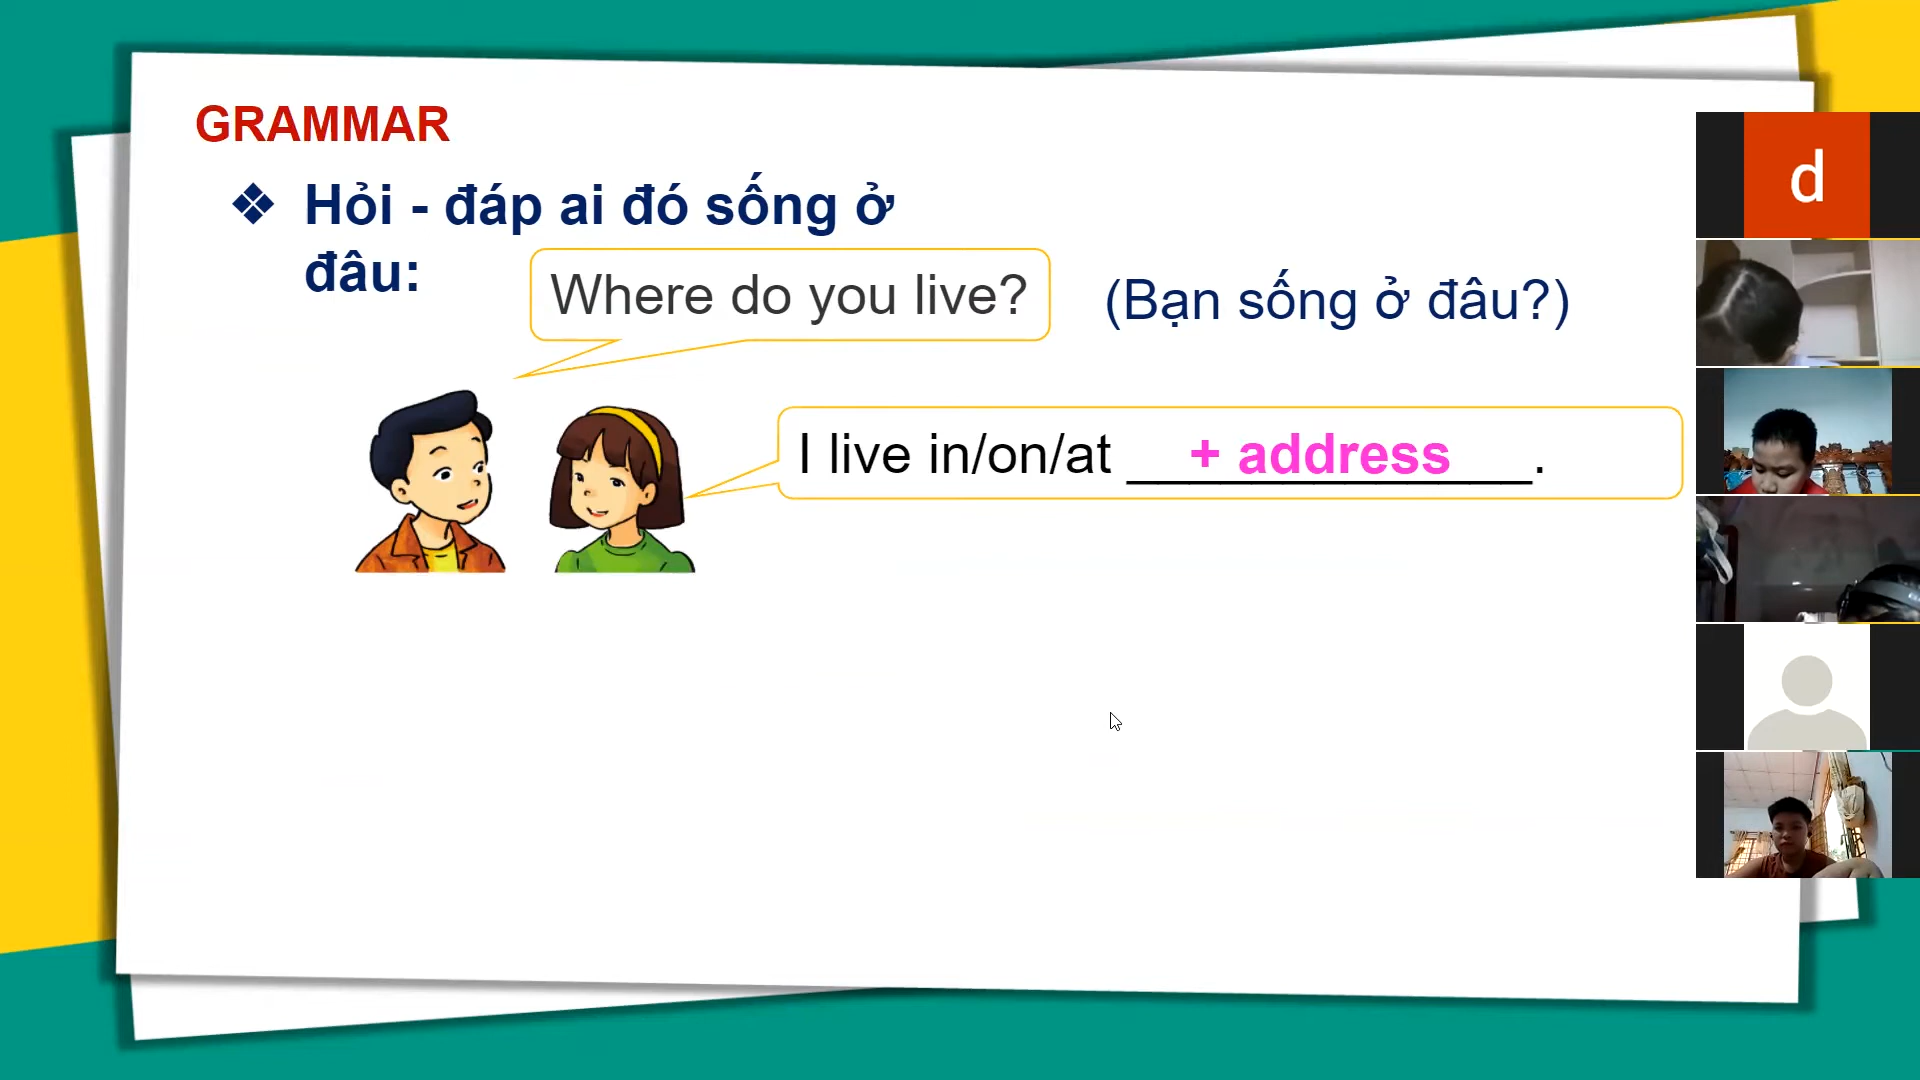 GRAMMAR
❖ Hỏi - đáp ai đó sống ở
đâu:
Where do you live?
(Bạn sống ở đâu?)
I live in/on/at + address.
d